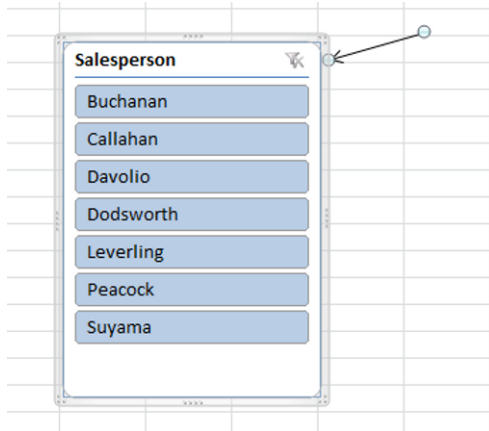 Salesperson
Buchanan
Callahan
Davolio
Dodsworth
Leverling
Peacock
Suyama